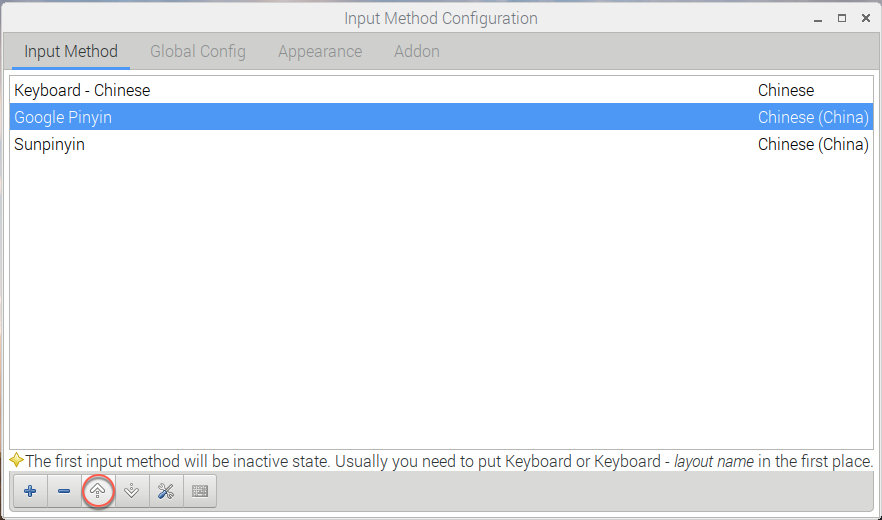 Input Method Configuration
Input Method Global Config Appearance Addon
Keyboard - Chinese Chinese
Google Pinyin Chinese (China)
Sunpinyin Chinese (China)
The first input method will be inactive state. Usually you need to put Keyboard or Keyboard - layout name in the first place.